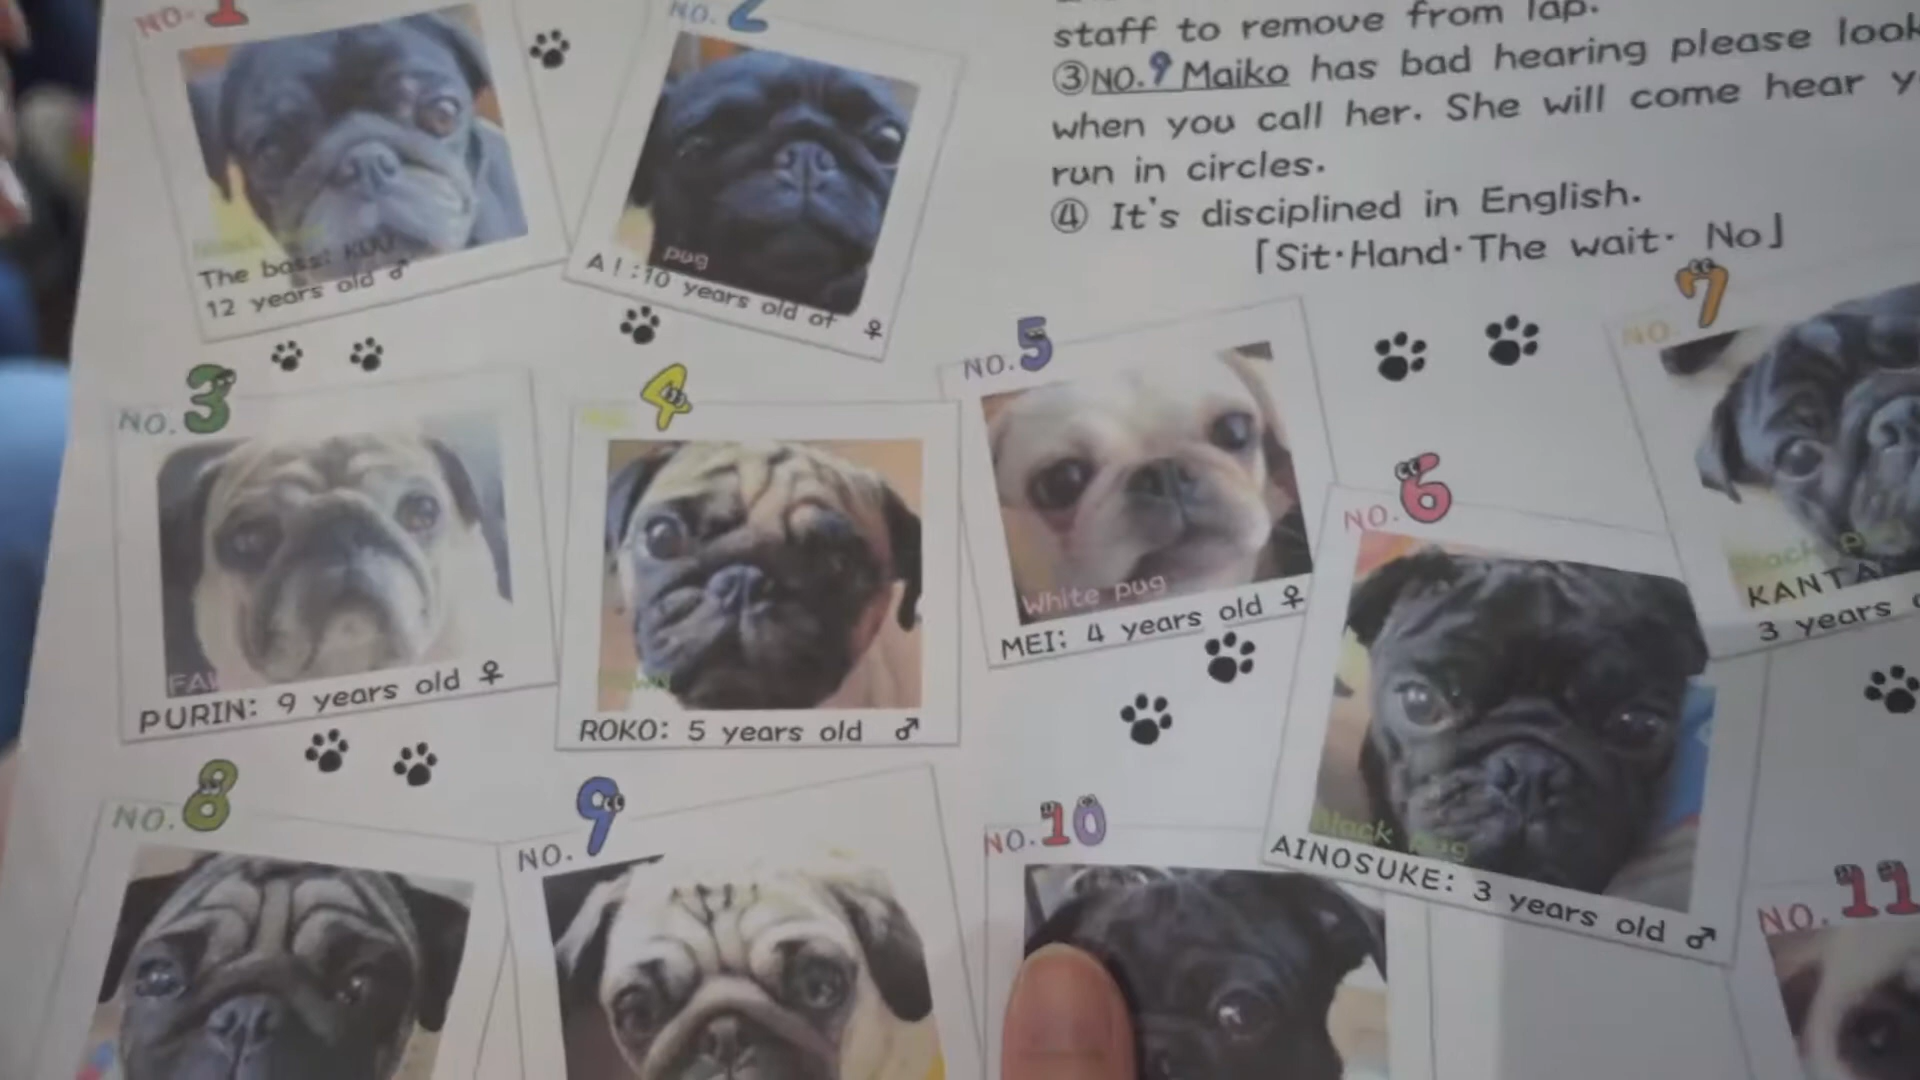 NO.1
NO.2
staff to remove from lap.
③NO.9 Maiko has bad hearing please look
when you call her. She will come hear
run in circles.
④ It's disciplined in English.
「Sit·Hand·The wait· No」
The boss: KUU
12 years old ♂
pug
A!:10 years old of ♀
NO.3
4
NO.5
NO.6
NO.7
FAW
PURIN: 9 years old ♀
ROKO: 5 years old ♂
White pug
MEI: 4 years old ♀
Black pug
AINOSUKE: 3 years old ♂
Black
KANTA
3 years
NO.8
NO.9
NO.10
NO.11